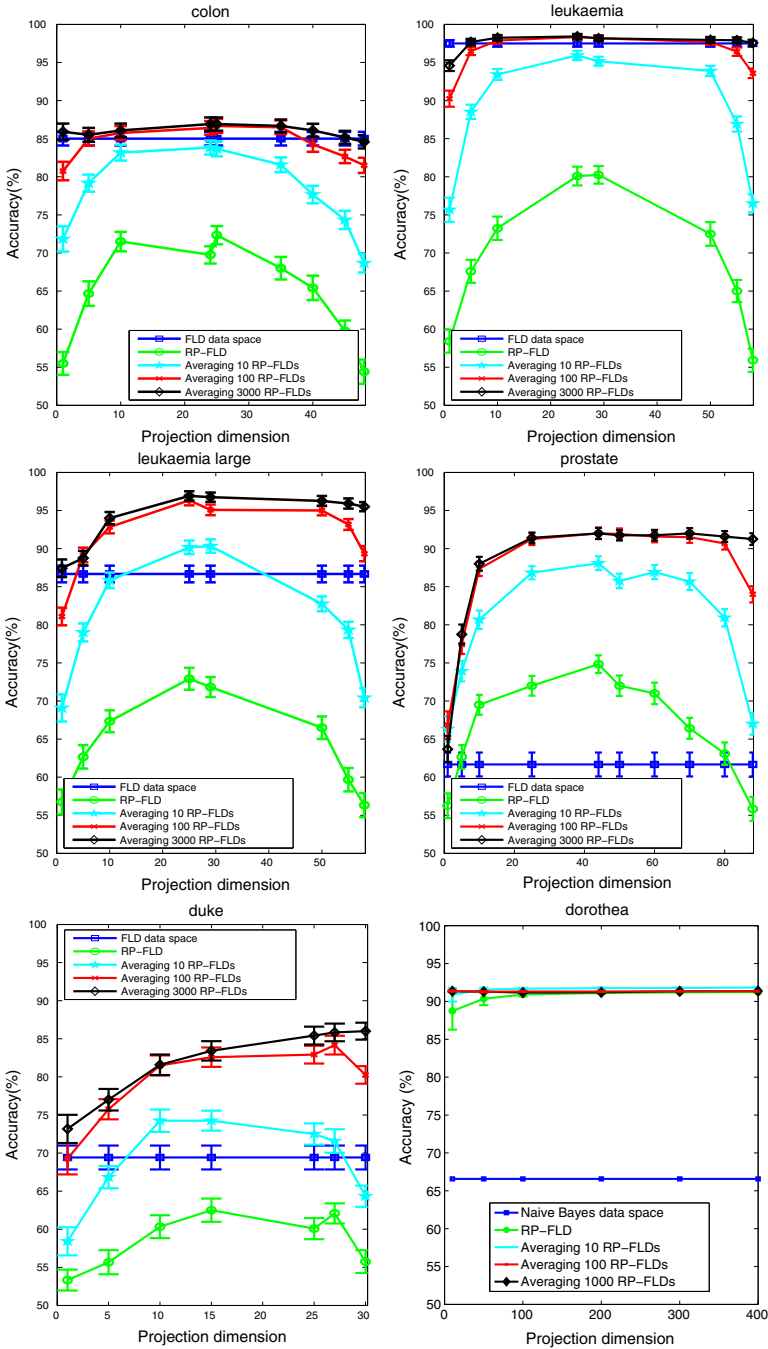 colon
100
95
90
85
80
75
70
65
60
55
50
Accuracy(%)
FLD data space
RP−FLD
Averaging 10 RP−FLDs
Averaging 100 RP−FLDs
Averaging 3000 RP−FLDs
0 10 20 30 40
Projection dimension
leukaemia
100
95
90
85
80
75
70
65
60
55
50
Accuracy(%)
FLD data space
RP−FLD
Averaging 10 RP−FLDs
Averaging 100 RP−FLDs
Averaging 3000 RP−FLDs
0 10 20 30 40 50
Projection dimension
leukaemia large
100
95
90
85
80
75
70
65
60
55
50
Accuracy(%)
FLD data space
RP−FLD
Averaging 10 RP−FLDs
Averaging 100 RP−FLDs
Averaging 3000 RP−FLDs
0 10 20 30 40 50
Projection dimension
prostate
100
95
90
85
80
75
70
65
60
55
50
Accuracy(%)
FLD data space
RP−FLD
Averaging 10 RP−FLDs
Averaging 100 RP−FLDs
Averaging 3000 RP−FLDs
0 20 40 60 80
Projection dimension
duke
100
95
90
85
80
75
70
65
60
55
50
Accuracy(%)
FLD data space
RP−FLD
Averaging 10 RP−FLDs
Averaging 100 RP−FLDs
Averaging 3000 RP−FLDs
0 5 10 15 20 25 30
Projection dimension
dorothea
100
95
90
85
80
75
70
65
60
55
50
Accuracy (%)
Naive Bayes data space
RP−FLD
Averaging 10 RP−FLDs
Averaging 100 RP−FLDs
Averaging 1000 RP−FLDs
0 100 200 300 400
Projection dimension